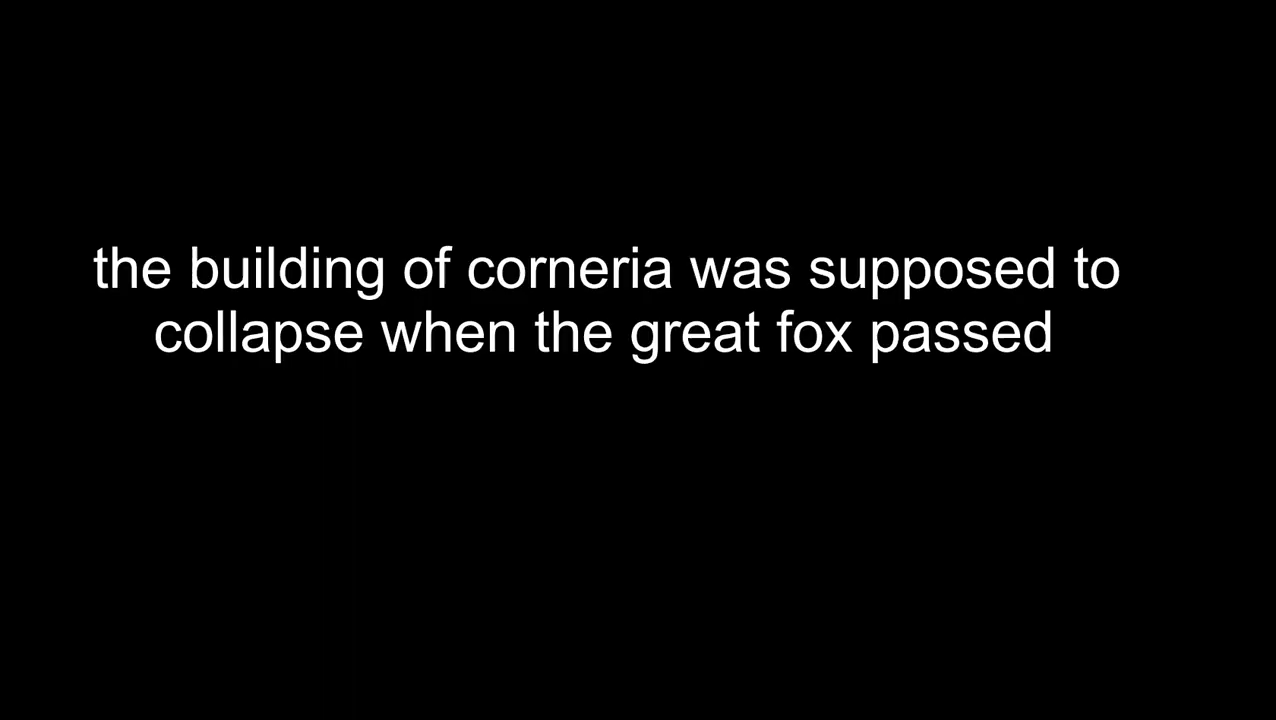 the building of corneria was supposed to
collapse when the great fox passed